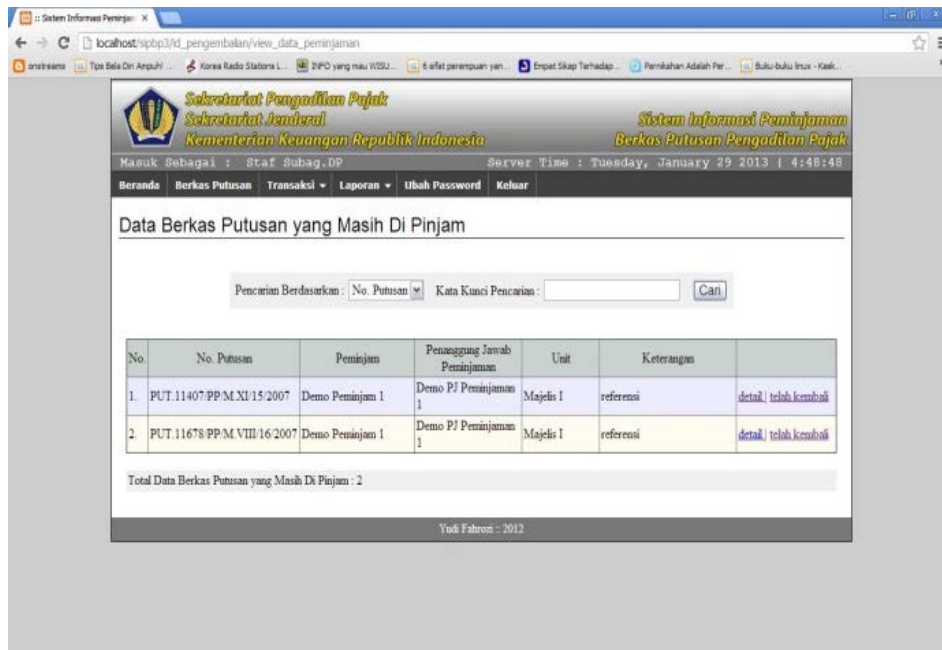 :: Sistem Informasi Peminjam
localhost/sipbp3/id_pengembalian/view_data_peminjaman
onstreams Tips Bela Diri Ampuh! ... Korea Radio Stations L... INFO yang mau WISU... 6 sifat perempuan yan... Empat Sikap Terhadap... Pernikahan Adalah Per... Buku-buku linux - Kask...
Sekretariat Pengadilan Pajak
Sekretariat Jenderal
Kementerian Keuangan Republik Indonesia
Sistem Informasi Peminjaman
Berkas Putusan Pengadilan Pajak
Masuk Sebagai : Staf Subag.DP Server Time : Tuesday, January 29 2013 | 4:48:48
Beranda Berkas Putusan Transaksi Laporan Ubah Password Keluar
Data Berkas Putusan yang Masih Di Pinjam
Pencarian Berdasarkan : No. Putusan Kata Kunci Pencarian : Cari
No. No. Putusan Peminjam Penanggung Jawab Peminjaman Unit Keterangan
1. PUT.11407/PP/M.XI/15/2007 Demo Peminjam 1 Demo PJ Peminjaman 1 Majelis I referensi detail | telah kembali
2. PUT.11678/PP/M.VIII/16/2007 Demo Peminjam 1 Demo PJ Peminjaman 1 Majelis I referensi detail | telah kembali
Total Data Berkas Putusan yang Masih Di Pinjam : 2
Yudi Fahrozi :: 2012